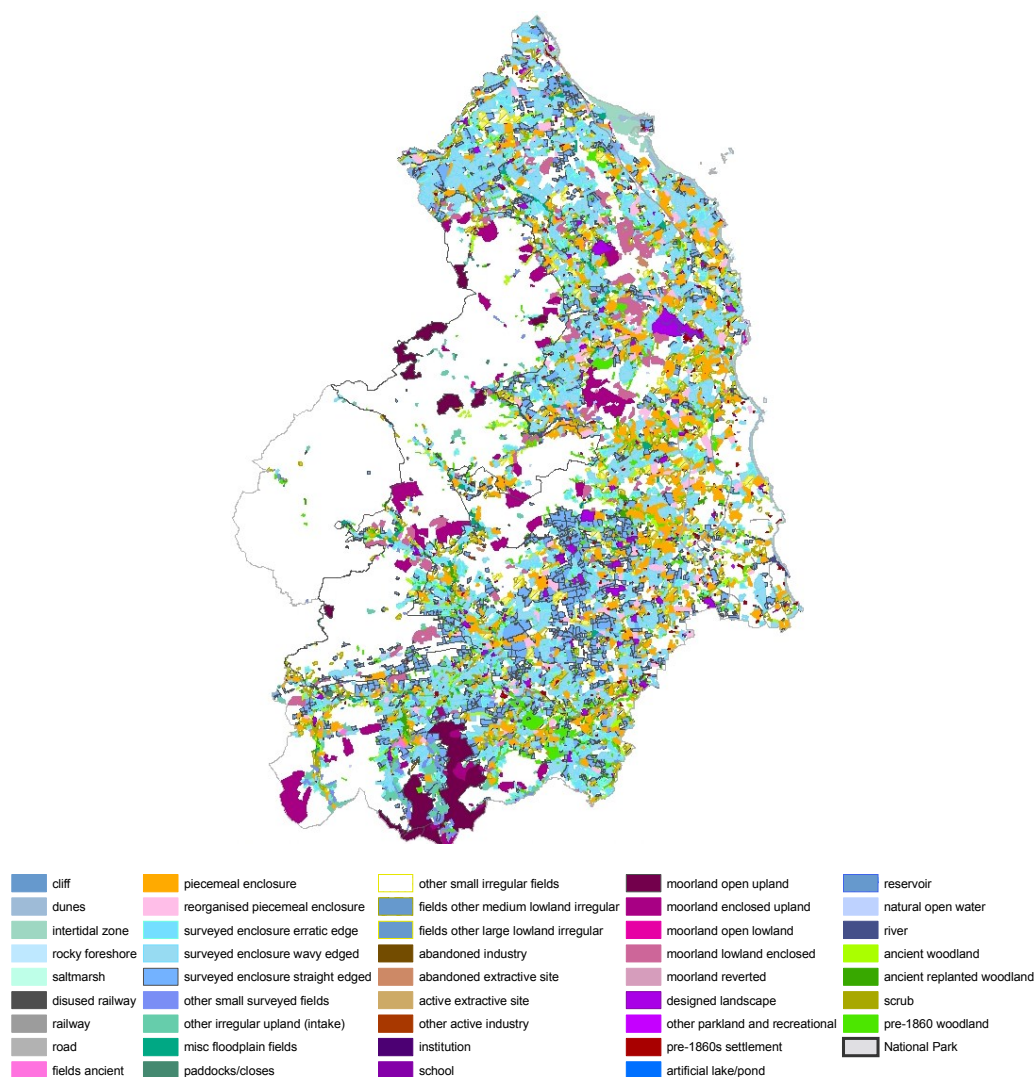 cliff
dunes
intertidal zone
rocky foreshore
saltmarsh
disused railway
railway
road
fields ancient
piecemeal enclosure
reorganised piecemeal enclosure
surveyed enclosure erratic edge
surveyed enclosure wavy edged
surveyed enclosure straight edged
other small surveyed fields
other irregular upland (intake)
misc floodplain fields
paddocks/closes
other small irregular fields
fields other medium lowland irregular
fields other large lowland irregular
abandoned industry
abandoned extractive site
active extractive site
other active industry
institution
school
moorland open upland
moorland enclosed upland
moorland open lowland
moorland lowland enclosed
moorland reverted
designed landscape
other parkland and recreational
pre-1860s settlement
artificial lake/pond
reservoir
natural open water
river
ancient woodland
ancient replanted woodland
scrub
pre-1860 woodland
National Park